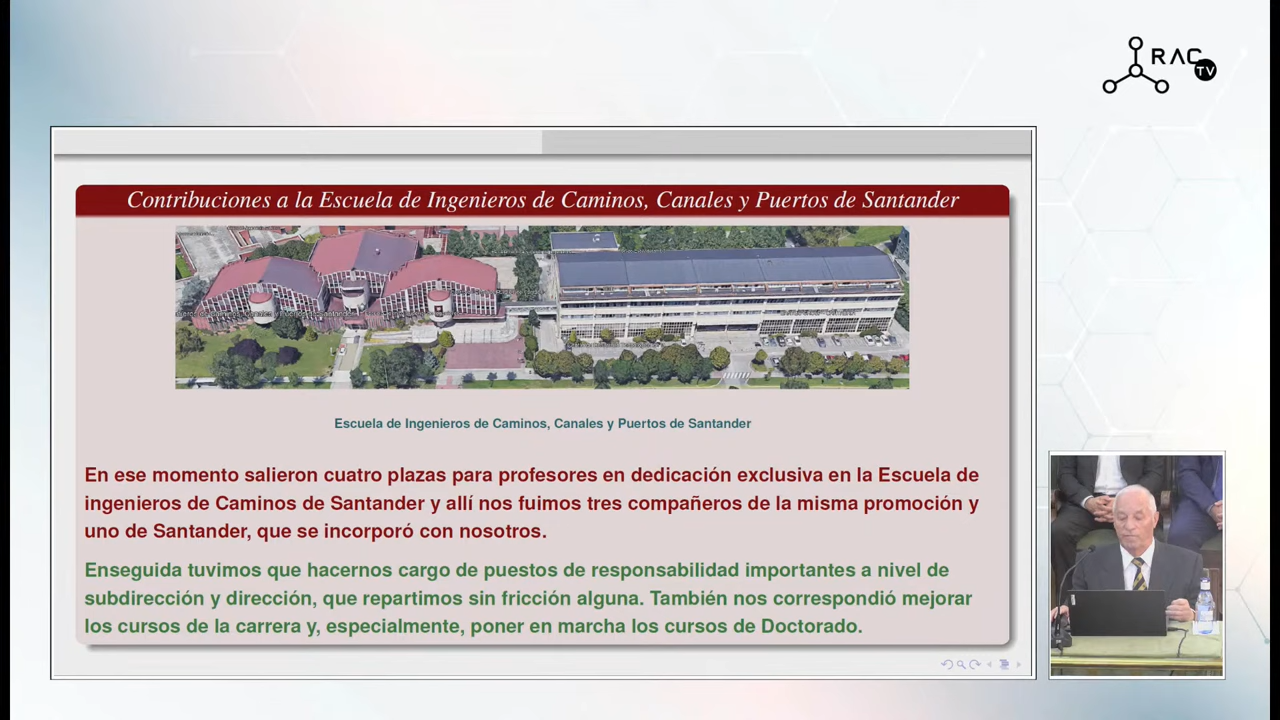 RAC
TV
Contribuciones a la Escuela de Ingenieros de Caminos, Canales y Puertos de Santander
Escuela de Ingenieros de Caminos, Canales y Puertos de Santander
En ese momento salieron cuatro plazas para profesores en dedicación exclusiva en la Escuela de
ingenieros de Caminos de Santander y allí nos fuimos tres compañeros de la misma promoción y
uno de Santander, que se incorporó con nosotros.
Enseguida tuvimos que hacernos cargo de puestos de responsabilidad importantes a nivel de
subdirección y dirección, que repartimos sin fricción alguna. También nos correspondió mejorar
los cursos de la carrera y, especialmente, poner en marcha los cursos de Doctorado.